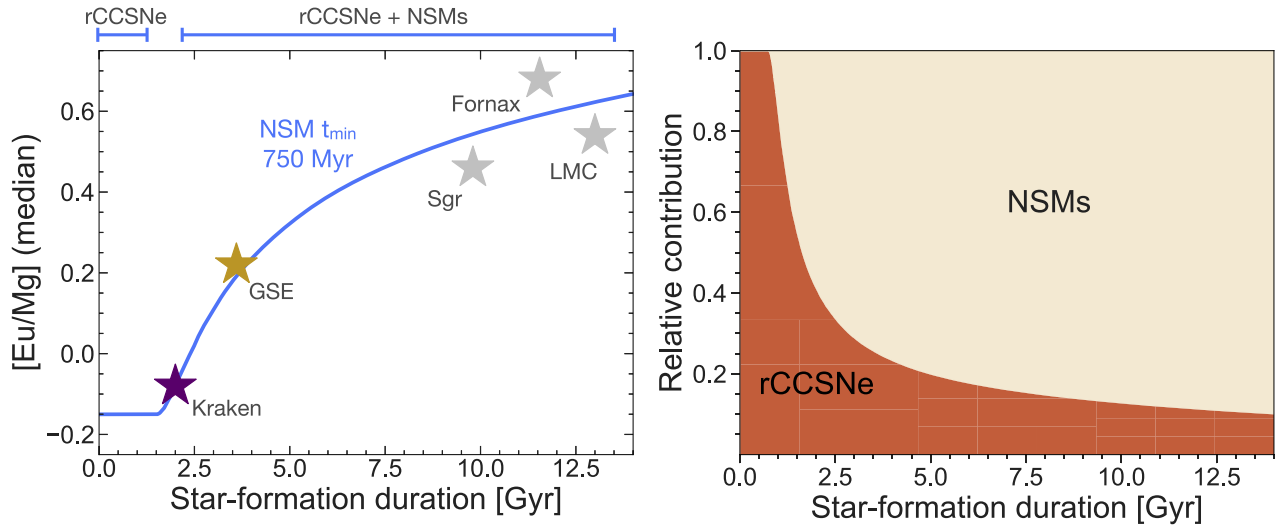 rCCSNe
rCCSNe + NSMs
[Eu/Mg] (median)
0.6
0.4
0.2
0.0
−0.2
NSM tmin
750 Myr
Fornax
Sgr
LMC
GSE
Kraken
0.0 2.5 5.0 7.5 10.0 12.5
Star-formation duration [Gyr]
Relative contribution
1.0
0.8
0.6
0.4
0.2
NSMs
rCCSNe
0.0 2.5 5.0 7.5 10.0 12.5
Star-formation duration [Gyr]